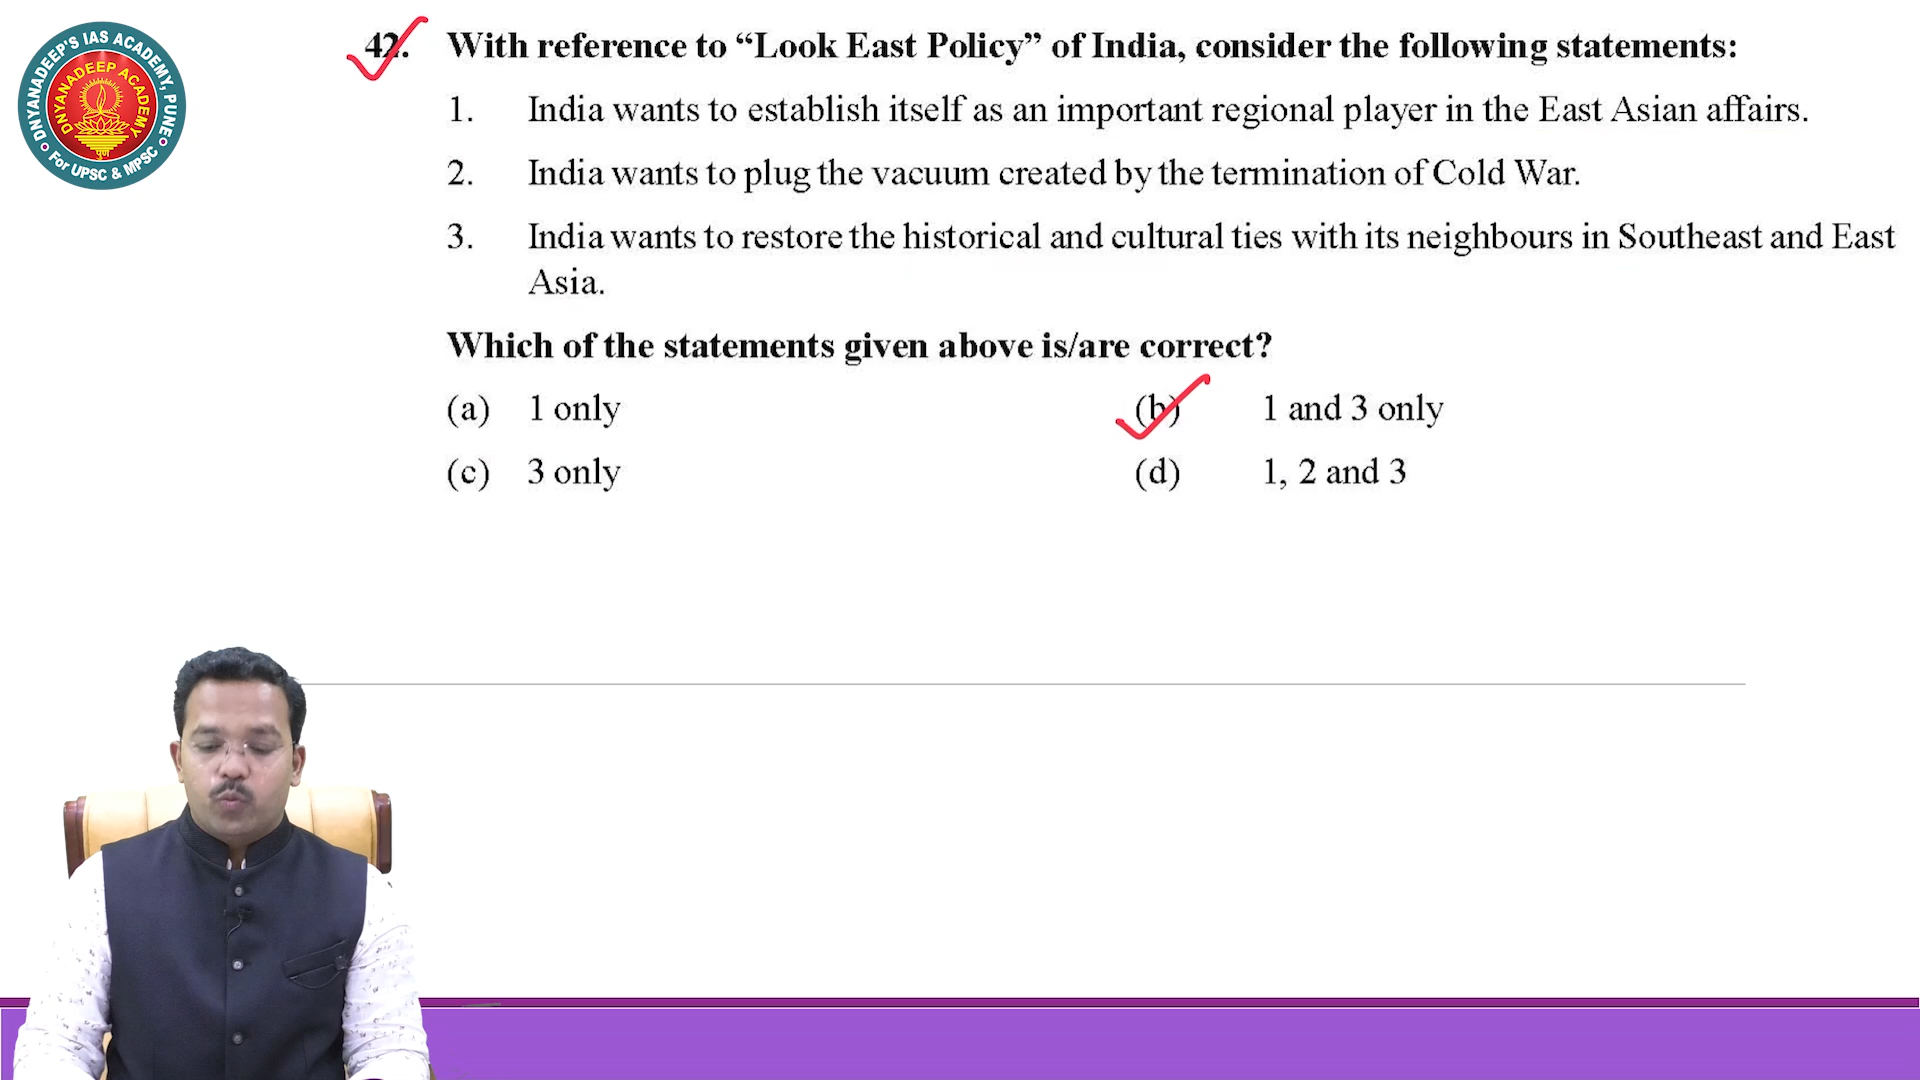 DNYANADEEP'S IAS ACADEMY, PUNE
DNYANADEEP ACADEMY
पुणे
For UPSC & MPSC
42. With reference to “Look East Policy” of India, consider the following statements:
1. India wants to establish itself as an important regional player in the East Asian affairs.
2. India wants to plug the vacuum created by the termination of Cold War.
3. India wants to restore the historical and cultural ties with its neighbours in Southeast and East
Asia.
Which of the statements given above is/are correct?
(a) 1 only (b) 1 and 3 only
(c) 3 only (d) 1, 2 and 3